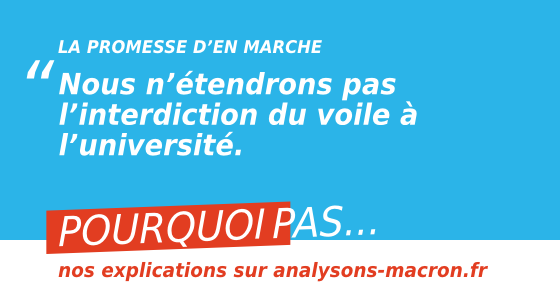 LA PROMESSE D’EN MARCHE
“Nous n’étendrons pas
l’interdiction du voile à
l’université.
POURQUOI PAS...
nos explications sur analysons-macron.fr